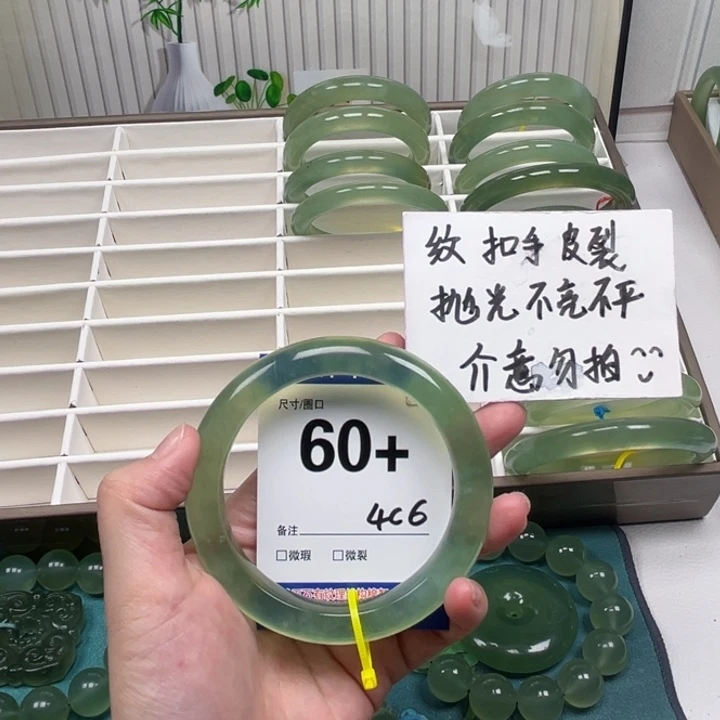 纹 扣手 皮裂
抛光不亮不平
介意勿拍
尺寸/圈口
60+
备注 4C6
□微瑕 □微裂